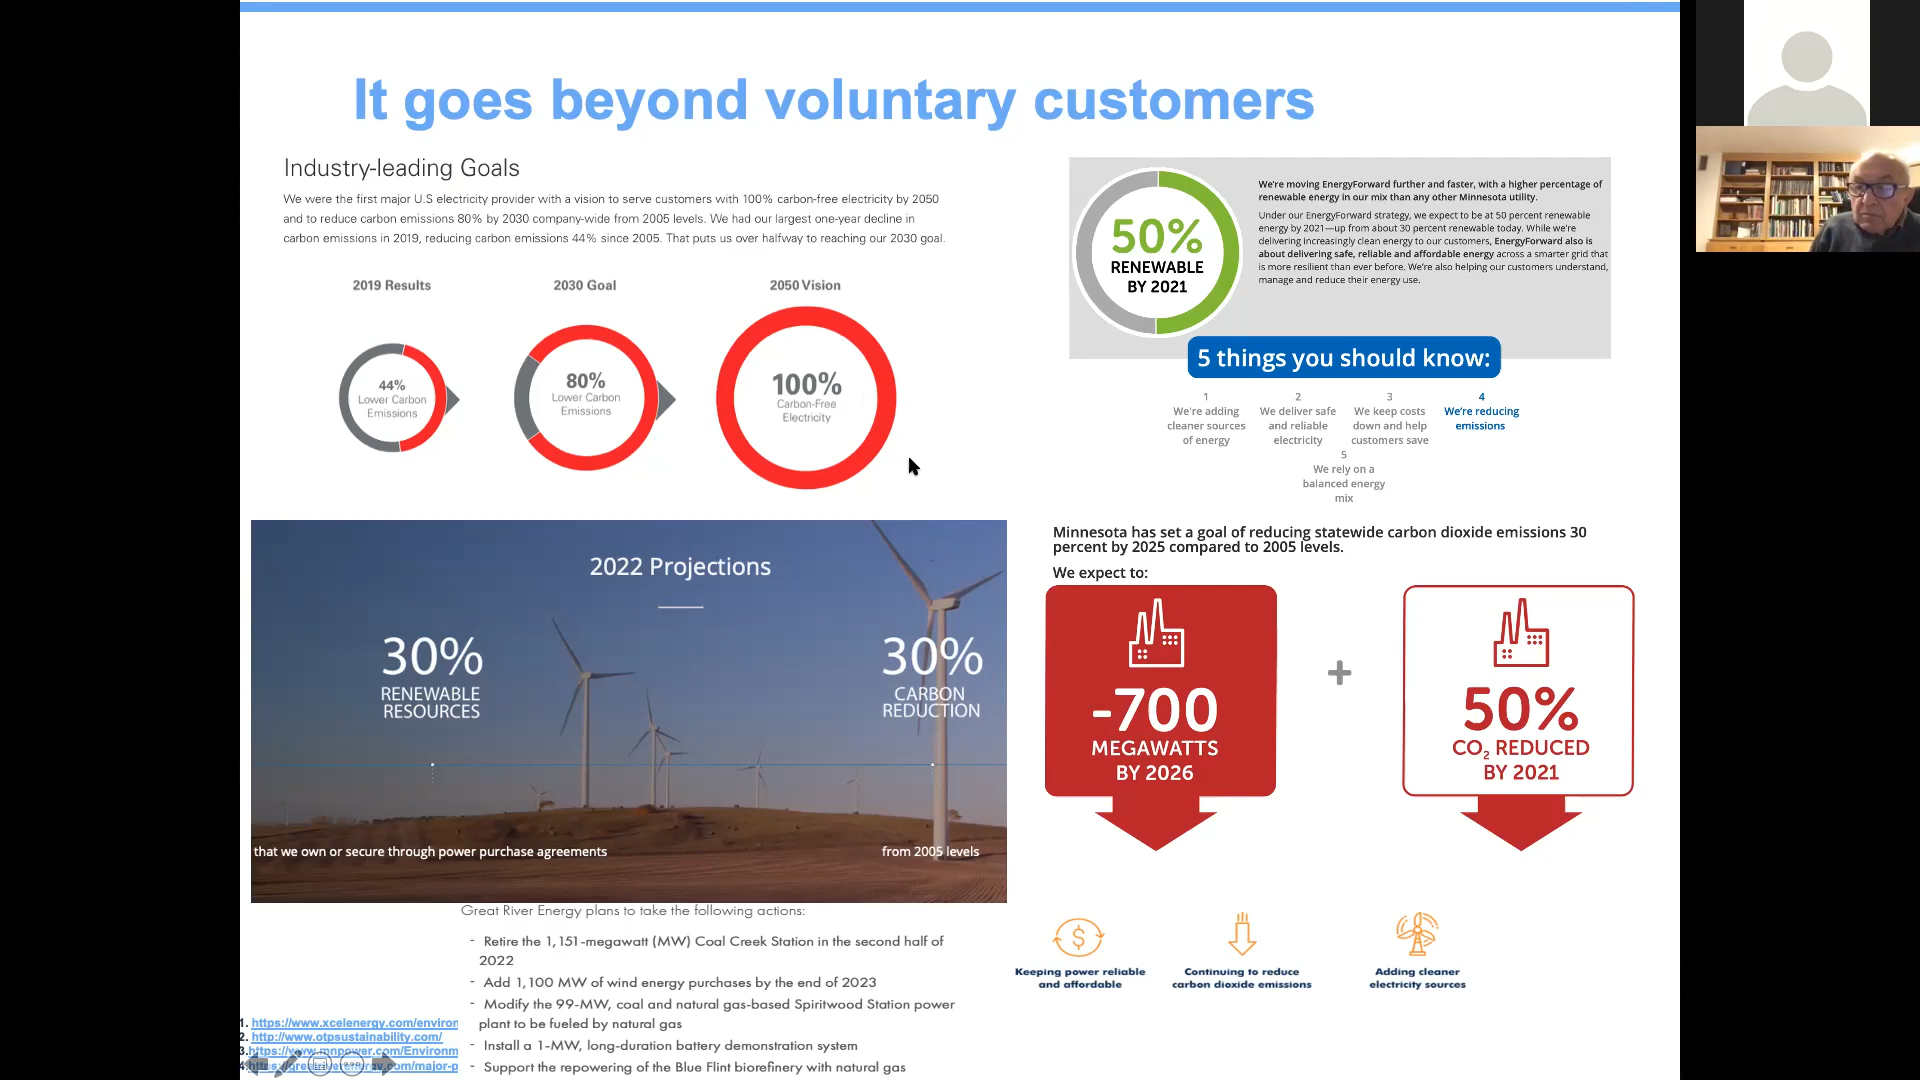 It goes beyond voluntary customers
Industry-leading Goals
We were the first major U.S electricity provider with a vision to serve customers with 100% carbon-free electricity by 2050
and to reduce carbon emissions 80% by 2030 company-wide from 2005 levels. We had our largest one-year decline in
carbon emissions in 2019, reducing carbon emissions 44% since 2005. That puts us over halfway to reaching our 2030 goal.
2019 Results
2030 Goal
2050 Vision
44%
Lower Carbon
Emissions
80%
Lower Carbon
Emissions
100%
Carbon-Free
Electricity
50%
RENEWABLE
BY 2021
We're moving EnergyForward further and faster, with a higher percentage of
renewable energy in our mix than any other Minnesota utility.
Under our EnergyForward strategy, we expect to be at 50 percent renewable
energy by 2021—up from about 30 percent renewable today. While we're
delivering increasingly clean energy to our customers, EnergyForward also is
about delivering safe, reliable and affordable energy across a smarter grid that
is more resilient than ever before. We're also helping our customers understand,
manage and reduce their energy use.
5 things you should know:
1
We're adding
cleaner sources
of energy
2
We deliver safe
and reliable
electricity
3
We keep costs
down and help
customers save
4
We're reducing
emissions
5
We rely on a
balanced energy
mix
2022 Projections
30%
RENEWABLE
RESOURCES
30%
CARBON
REDUCTION
that we own or secure through power purchase agreements
from 2005 levels
Minnesota has set a goal of reducing statewide carbon dioxide emissions 30
percent by 2025 compared to 2005 levels.
We expect to:
-700
MEGAWATTS
BY 2026
+
50%
CO₂ REDUCED
BY 2021
Great River Energy plans to take the following actions:
- Retire the 1,151-megawatt (MW) Coal Creek Station in the second half of
2022
- Add 1,100 MW of wind energy purchases by the end of 2023
- Modify the 99-MW, coal and natural gas-based Spiritwood Station power
plant to be fueled by natural gas
- Install a 1-MW, long-duration battery demonstration system
- Support the repowering of the Blue Flint biorefinery with natural gas
Keeping power reliable
and affordable
Continuing to reduce
carbon dioxide emissions
Adding cleaner
electricity sources
1. https://www.xcelenergy.com/environ
2. http://www.otpsustainability.com/
3.https://www.mnpower.com/Environm